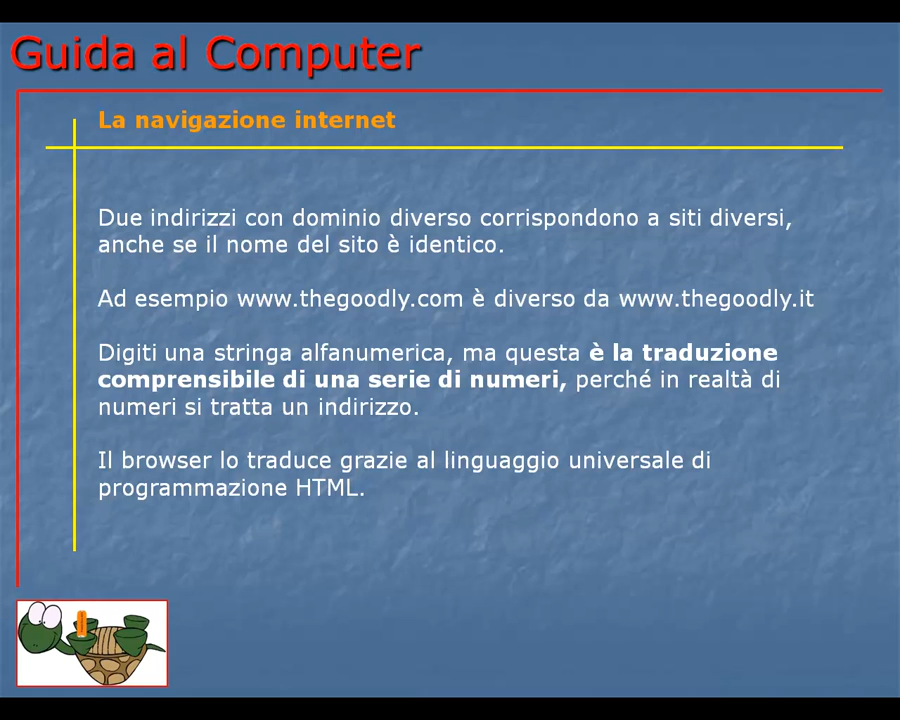 Guida al Computer
La navigazione internet
Due indirizzi con dominio diverso corrispondono a siti diversi,
anche se il nome del sito è identico.
Ad esempio www.thegoodly.com è diverso da www.thegoodly.it
Digiti una stringa alfanumerica, ma questa è la traduzione
comprensibile di una serie di numeri, perché in realtà di
numeri si tratta un indirizzo.
Il browser lo traduce grazie al linguaggio universale di
programmazione HTML.